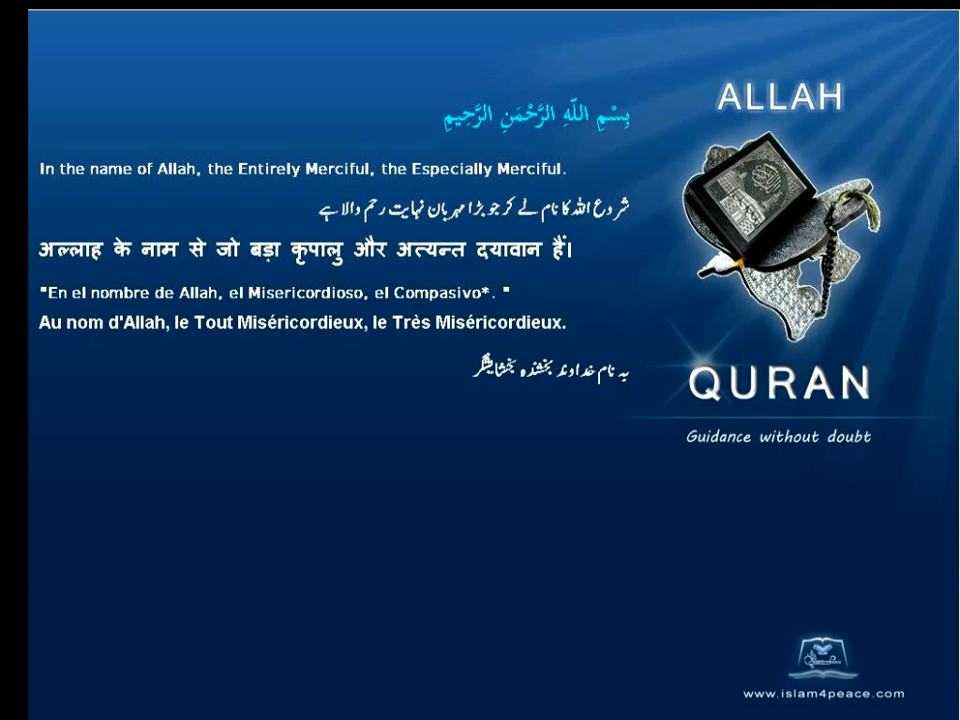 بِسْمِ اللّهِ الرَّحْمَنِ الرَّحِيمِ
In the name of Allah, the Entirely Merciful, the Especially Merciful.
شروع الله کا نام لے کر جو بڑا مہربان نہایت رحم والا ہے
अल्लाह के नाम से जो बड़ा कृपालु और अत्यन्त दयावान हैं।
"En el nombre de Allah, el Misericordioso, el Compasivo*. "
Au nom d'Allah, le Tout Miséricordieux, le Très Miséricordieux.
به نام خداوند بخشنده بخشایشگر
ALLAH
QURAN
Guidance without doubt
www.islam4peace.com